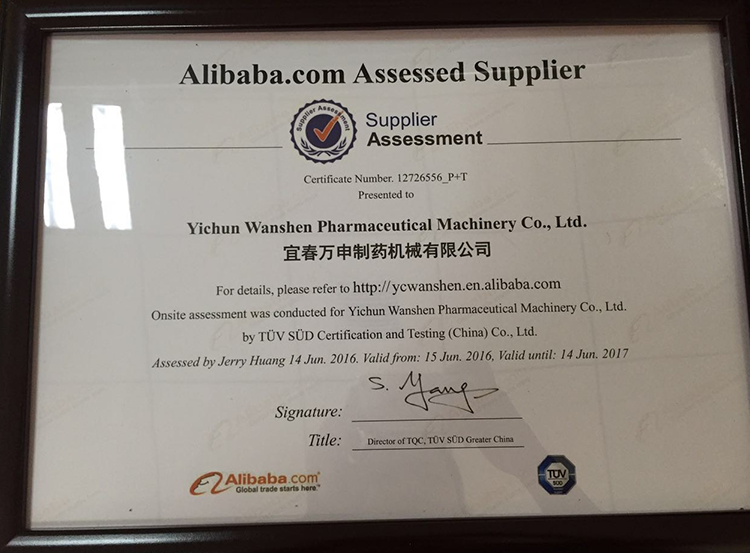 Alibaba.com Assessed Supplier
Supplier Assessment
Supplier
Assessment
Certificate Number. 12726556_P+T
Presented to
Yichun Wanshen Pharmaceutical Machinery Co., Ltd.
宜春万申制药机械有限公司
For details, please refer to http://ycwanshen.en.alibaba.com
Onsite assessment was conducted for Yichun Wanshen Pharmaceutical Machinery Co., Ltd.
by TÜV SÜD Certification and Testing (China) Co., Ltd.
Assessed by Jerry Huang 14 Jun. 2016. Valid from: 15 Jun. 2016, Valid until: 14 Jun. 2017
S. Yang
Signature:
Title: Director of TQC, TÜV SÜD Greater China
Alibaba.com®
Global trade starts here.™
TÜV
SÜD